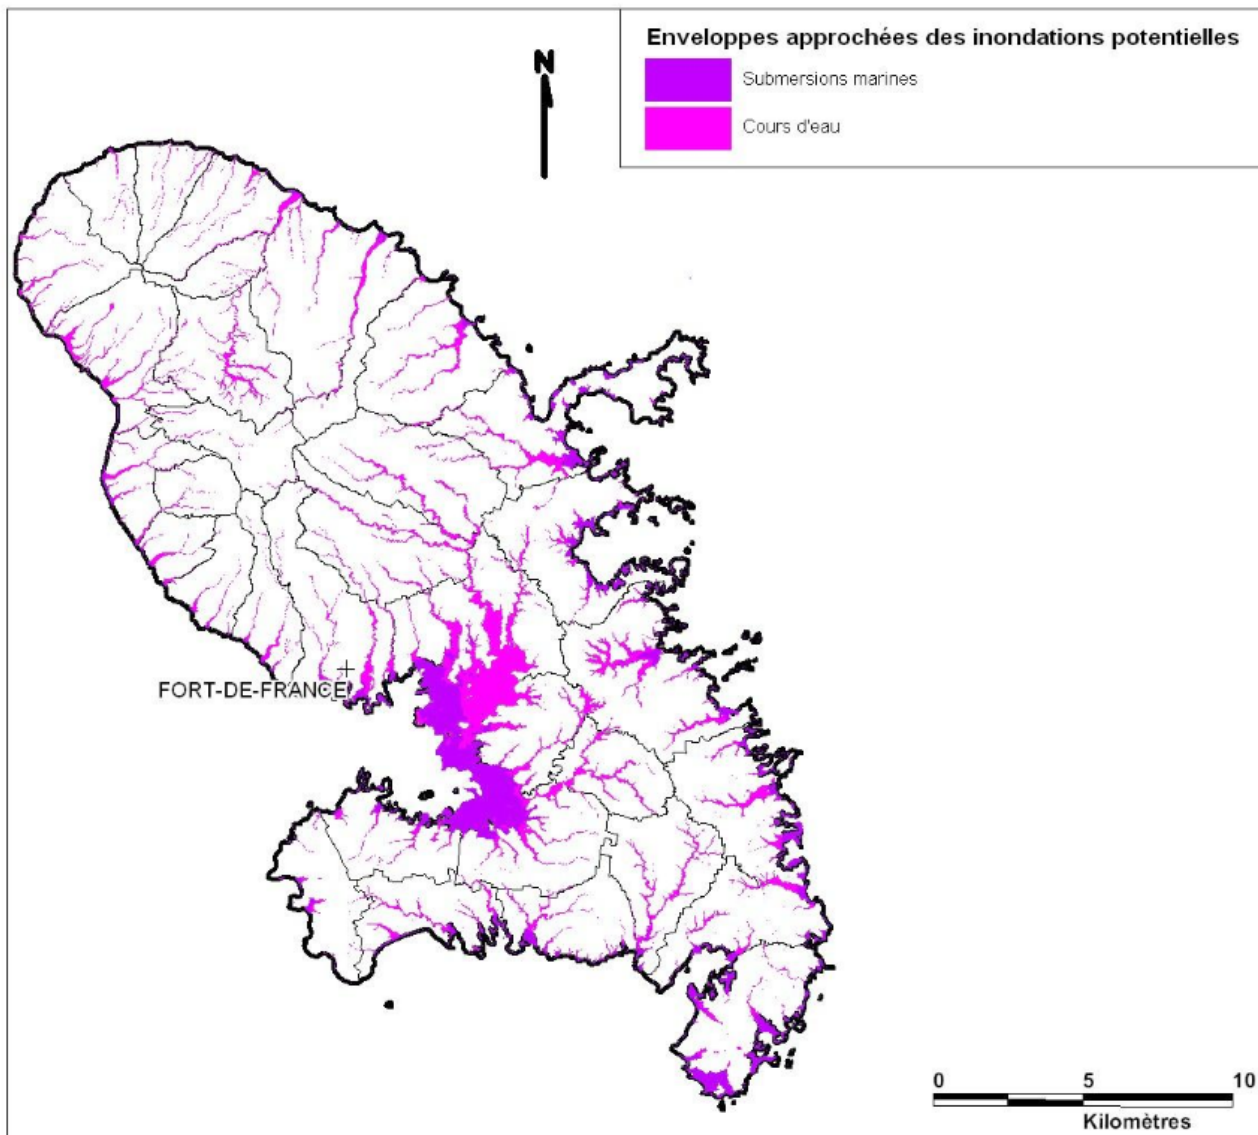 Enveloppes approchées des inondations potentielles
Submersions marines
Cours d'eau
N
FORT-DE-FRANCE
0 5 10
Kilomètres